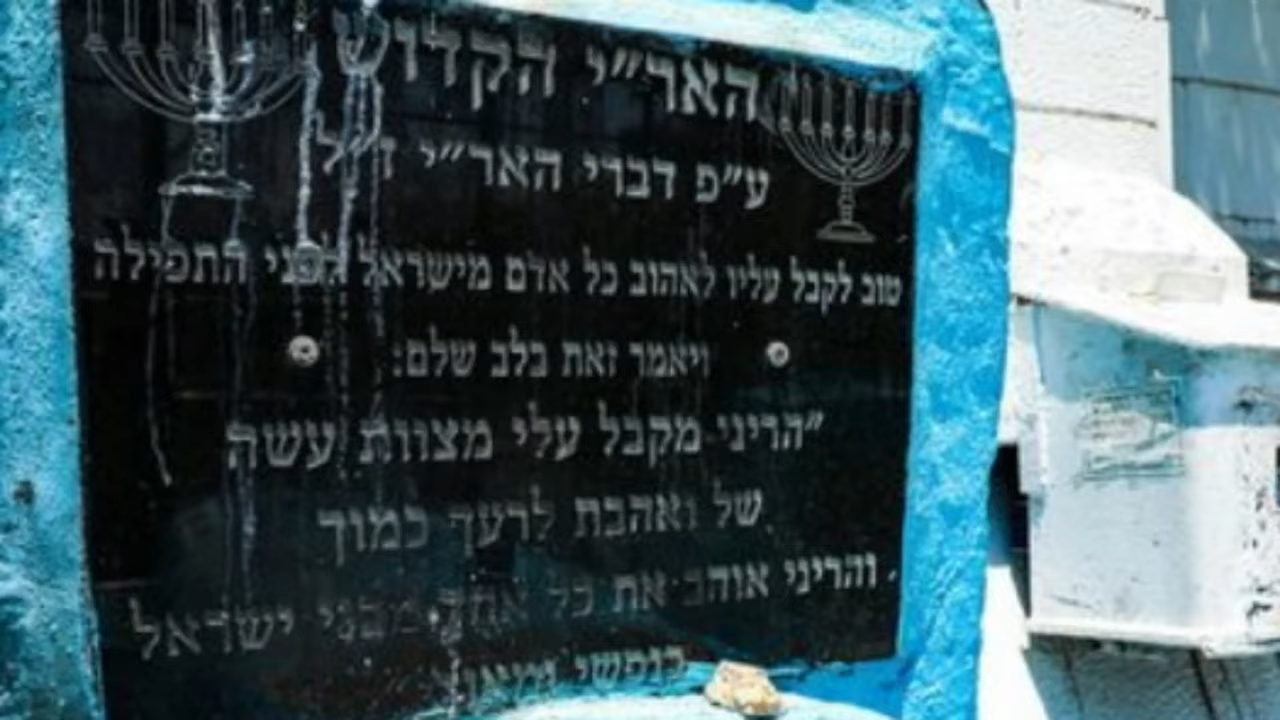 האר״י הקדוש
ע״פ דברי האר״י ז״ל
טוב לקבל עליו לאהוב כל אדם מישראל לפני התפילה
ויאמר זאת בלב שלם:
״הריני מקבל עלי מצוות עשה
של ואהבת לרעך כמוך
והריני אוהב את כל אחד מבני ישראל
כנפשי ומאודי